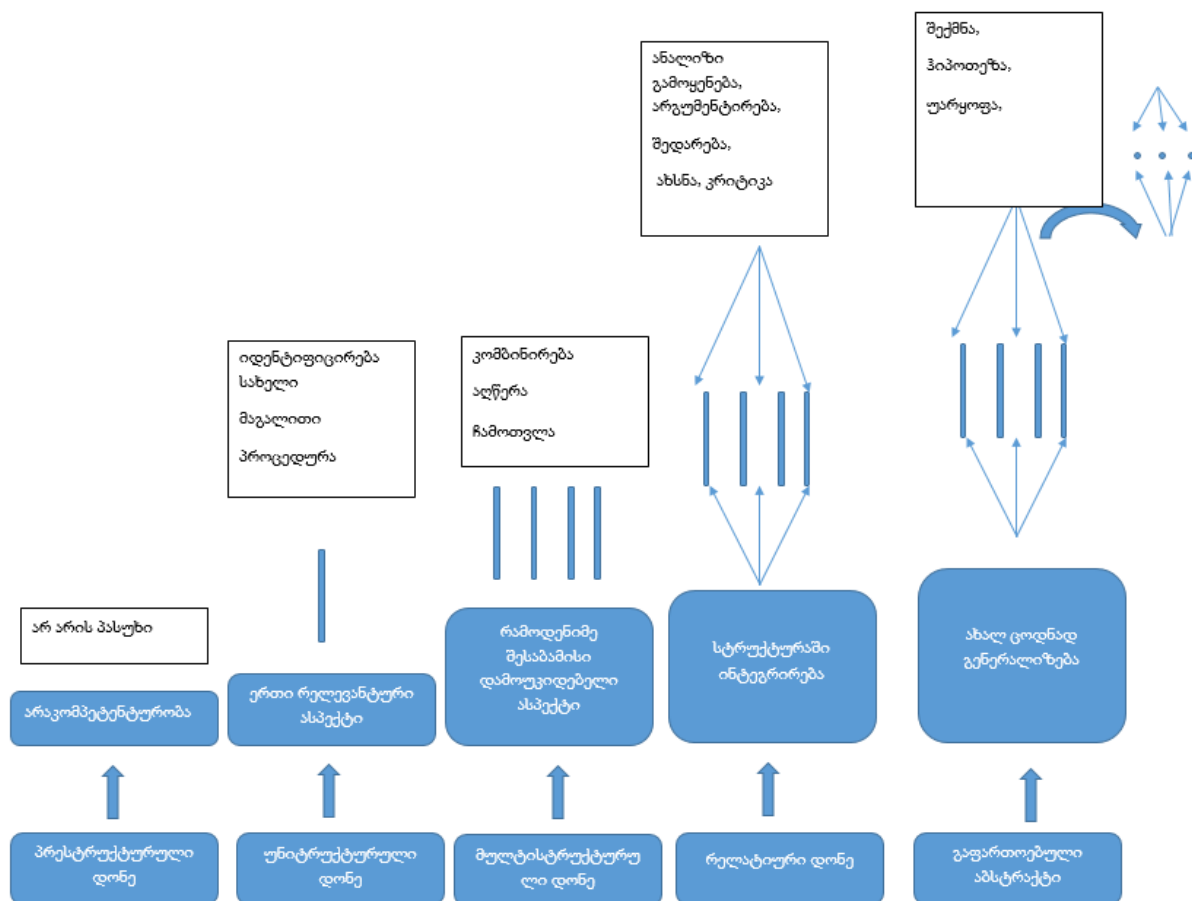 შექმნა,
ჰიპოთეზა,
უარყოფა,
ანალიზი
გამოყენება,
არგუმენტირება,
შედარება,
ახსნა, კრიტიკა
იდენტიფიცირება
სახელი
მაგალითი
პროცედურა
კომბინირება
აღწერა
ჩამოთვლა
არ არის პასუხი
არაკომპეტენტურობა
ერთი რელევანტური
ასპექტი
რამოდენიმე
შესაბამისი
დამოუკიდებელი
ასპექტი
სტრუქტურაში
ინტეგრირება
ახალ ცოდნად
გენერალიზება
პრესტრუქტურული
დონე
უნიტრუქტურული
დონე
მულტისტრუქტურუ
ლი დონე
რელატიური დონე
გაფართოებული
აბსტრაქტი